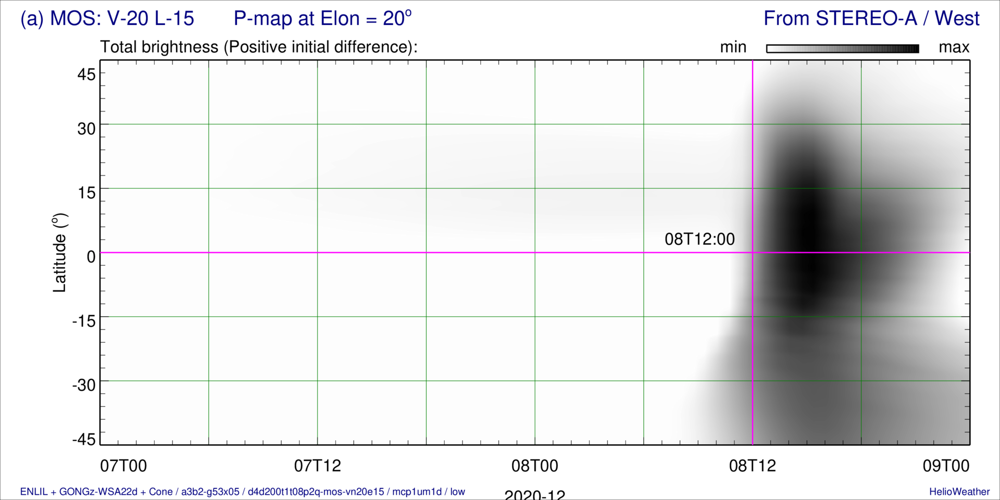 (a) MOS: V-20 L-15 P-map at Elon = 20° From STEREO-A / West
Total brightness (Positive initial difference): min max
45
30
15
08T12:00
0
-15
-30
-45
Latitude (°)
07T00 07T12 08T00 08T12 09T00
2020-12
ENLIL + GONGz-WSA22d + Cone / a3b2-g53x05 / d4d200t1t08p2q-mos-vn20e15 / mcp1um1d / low HelioWeather